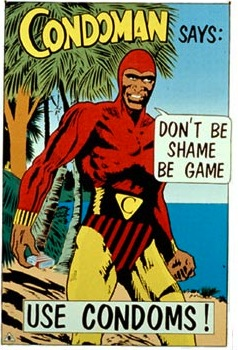 CONDOMAN SAYS:
DON'T BE
SHAME
BE GAME
C
USE CONDOMS!